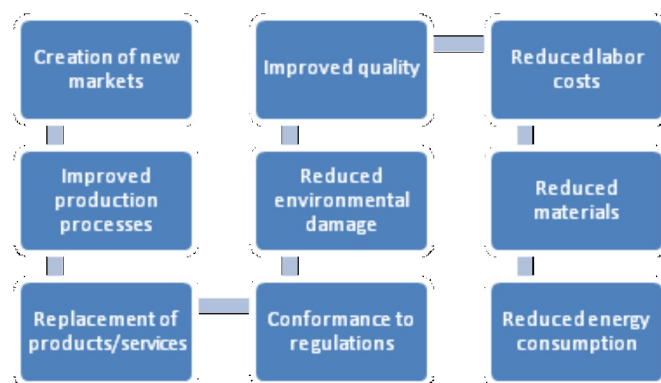 Creation of new
markets
Improved
production
processes
Replacement of
products/services
Conformance to
regulations
Reduced
environmental
damage
Improved quality
Reduced labor
costs
Reduced
materials
Reduced energy
consumption